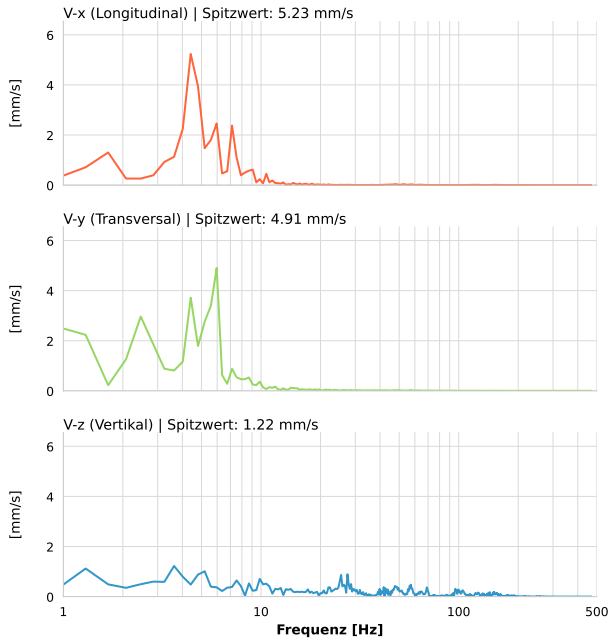 V-x (Longitudinal) | Spitzwert: 5.23 mm/s
6
4
2
0
[mm/s]
V-y (Transversal) | Spitzwert: 4.91 mm/s
6
4
2
0
[mm/s]
V-z (Vertikal) | Spitzwert: 1.22 mm/s
6
4
2
0
[mm/s]
1 10 100 500
Frequenz [Hz]